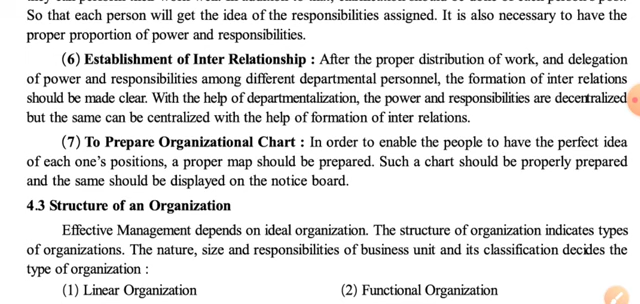 So that each person will get the idea of the responsibilities assigned. It is also necessary to have the
proper proportion of power and responsibilities.
(6) Establishment of Inter Relationship : After the proper distribution of work, and delegation
of power and responsibilities among different departmental personnel, the formation of inter relations
should be made clear. With the help of departmentalization, the power and responsibilities are decentralized
but the same can be centralized with the help of formation of inter relations.
(7) To Prepare Organizational Chart : In order to enable the people to have the perfect idea
of each one's positions, a proper map should be prepared. Such a chart should be properly prepared
and the same should be displayed on the notice board.
4.3 Structure of an Organization
Effective Management depends on ideal organization. The structure of organization indicates types
of organizations. The nature, size and responsibilities of business unit and its classification decides the
type of organization :
(1) Linear Organization (2) Functional Organization